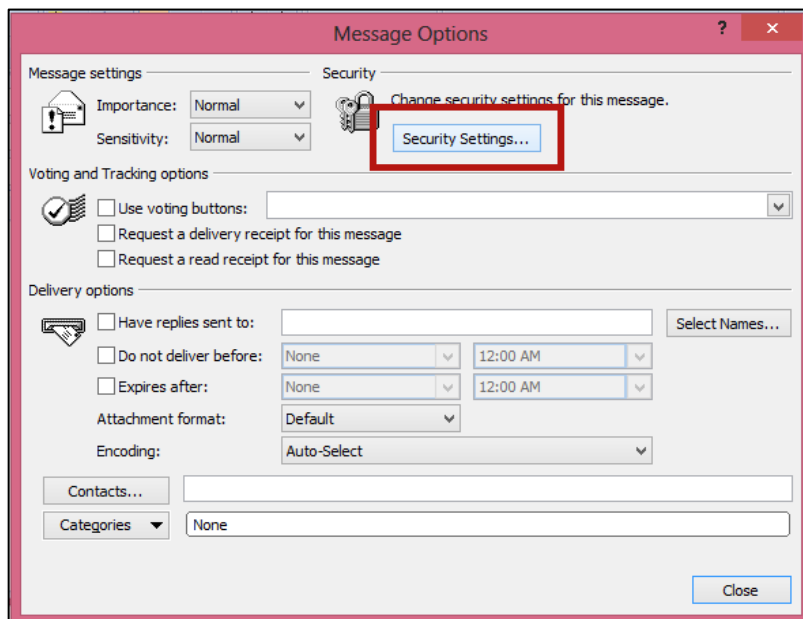 Message Options
?
x
Message settings
Security
Importance: Normal
Change security settings for this message.
Sensitivity: Normal
Security Settings...
Voting and Tracking options
Use voting buttons:
Request a delivery receipt for this message
Request a read receipt for this message
Delivery options
Have replies sent to:
Select Names...
Do not deliver before: None 12:00 AM
Expires after: None 12:00 AM
Attachment format: Default
Encoding: Auto-Select
Contacts...
Categories None
Close